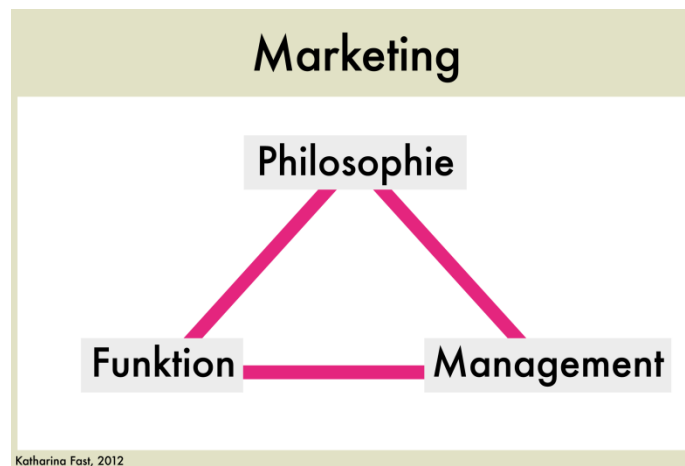 Marketing
Philosophie
Funktion Management
Katharina Fast, 2012